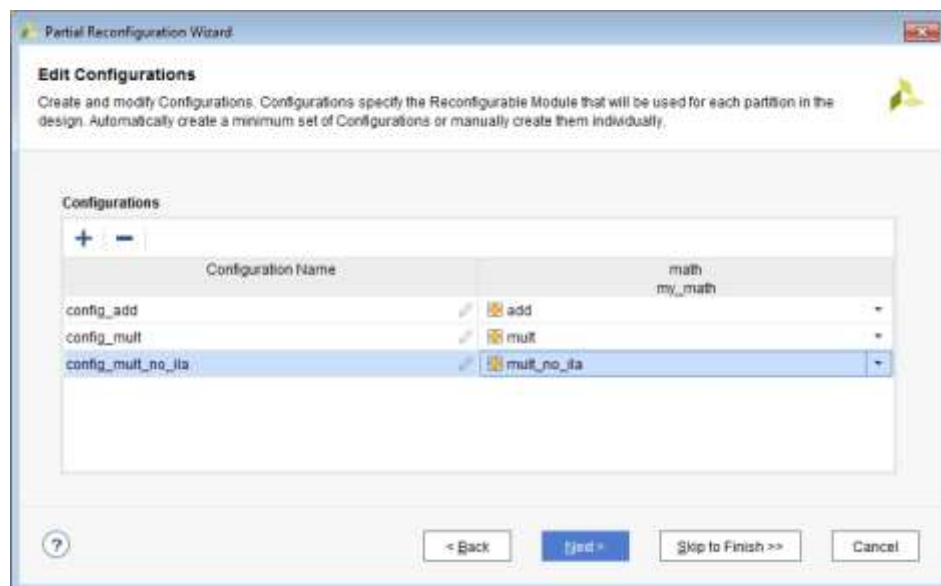 Partial Reconfiguration Wizard
Edit Configurations
Create and modify Configurations. Configurations specify the Reconfigurable Module that will be used for each partition in the
design. Automatically create a minimum set of Configurations or manually create them individually.
Configurations
Configuration Name
math
my_math
config_add
add
config_mult
mult
config_mult_no_ila
mult_no_ila
?
< Back
Next >
Skip to Finish >>
Cancel